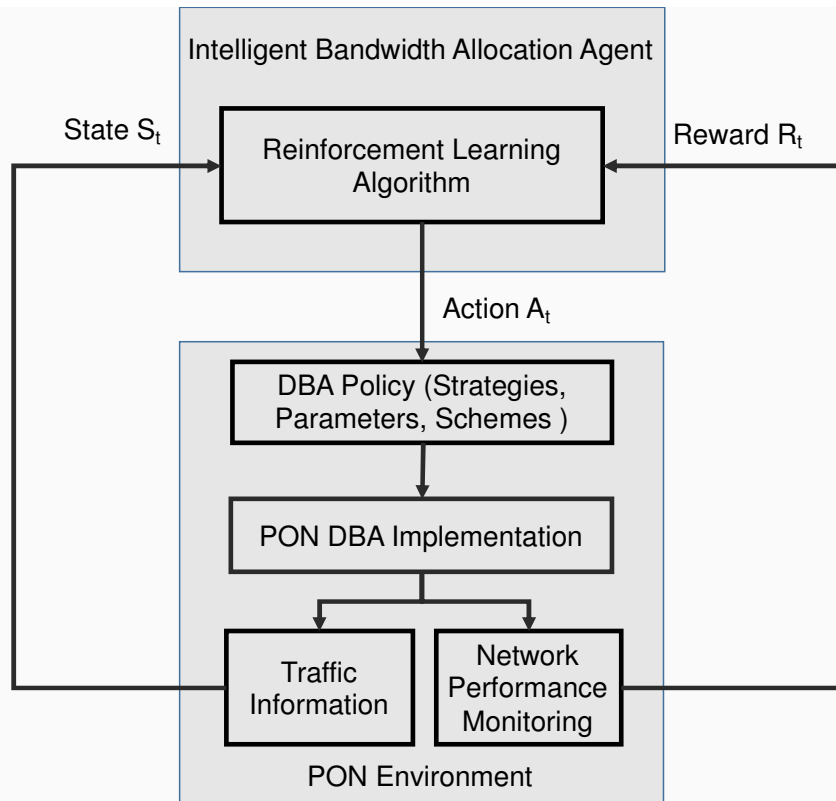 Intelligent Bandwidth Allocation Agent
State Sₜ
Reward Rₜ
Reinforcement Learning
Algorithm
Action Aₜ
DBA Policy (Strategies,
Parameters, Schemes )
PON DBA Implementation
Traffic
Information
Network
Performance
Monitoring
PON Environment